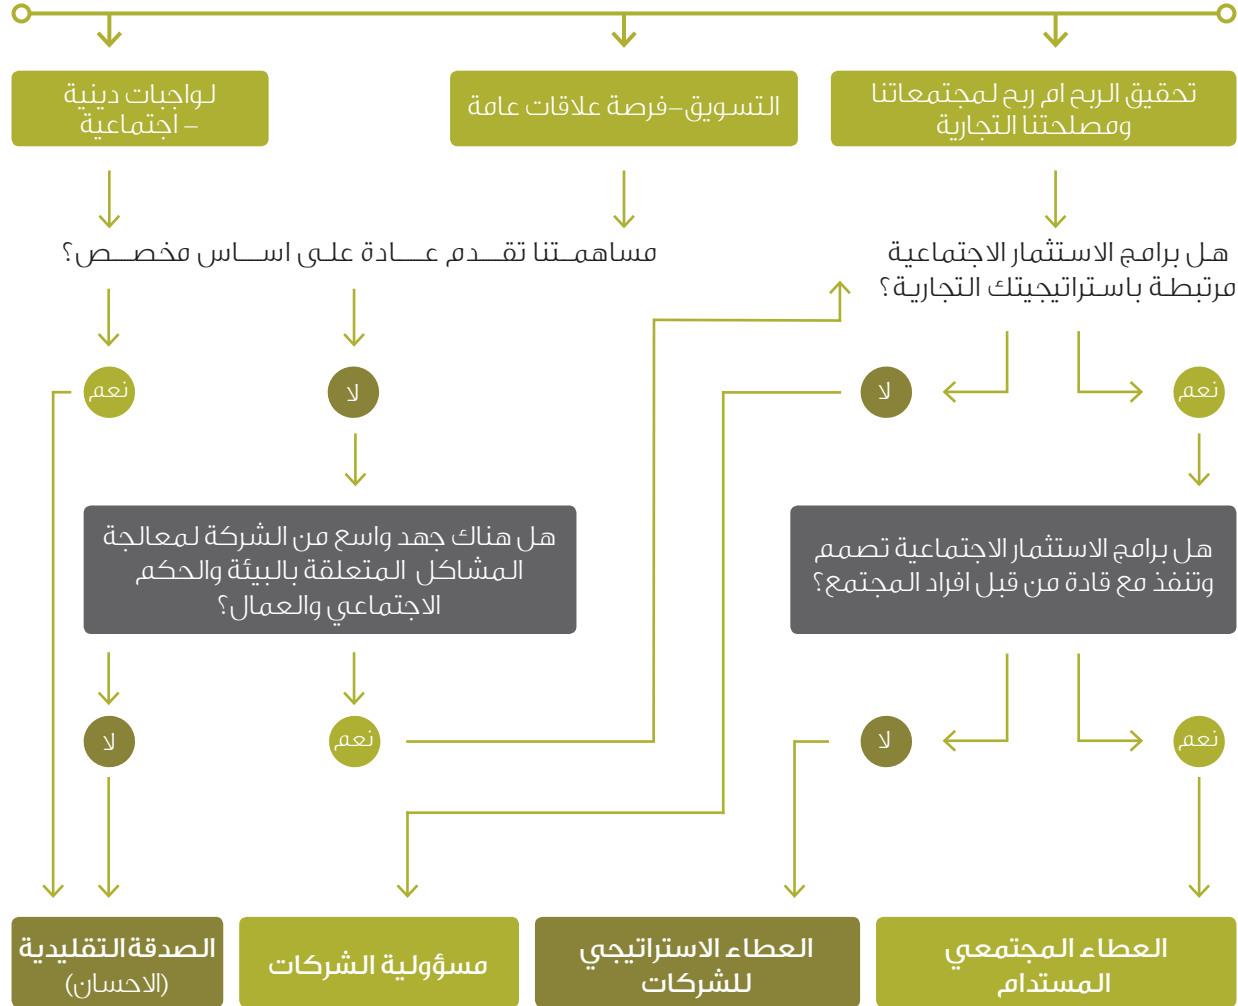 تحقيق الربح ام ربح لمجتمعاتنا
ومصلحتنا التجارية
التسويق–فرصة علاقات عامة
لواجبات دينية
– اجتماعية
هل برامج الاستثمار الاجتماعية
مرتبطة باستراتيجيتك التجارية؟
مساهمتنا تقدم عادة على اساس مخصص؟
نعم
لا
لا
نعم
هل برامج الاستثمار الاجتماعية تصمم
وتنفذ مع قادة من قبل افراد المجتمع؟
هل هناك جهد واسع من الشركة لمعالجة
المشاكل المتعلقة بالبيئة والحكم
الاجتماعي والعمال؟
نعم
لا
نعم
لا
العطاء المجتمعي
المستدام
العطاء الاستراتيجي
للشركات
مسؤولية الشركات
الصدقة التقليدية
(الاحسان)